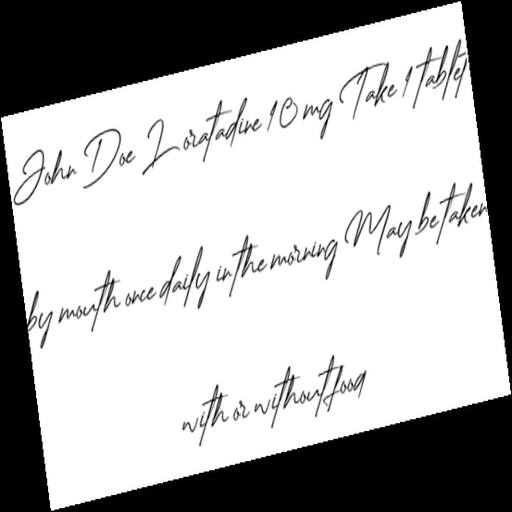 John Doe Loratadine 10 mg Take 1 tablet
by mouth once daily in the morning May be taken
with or without food